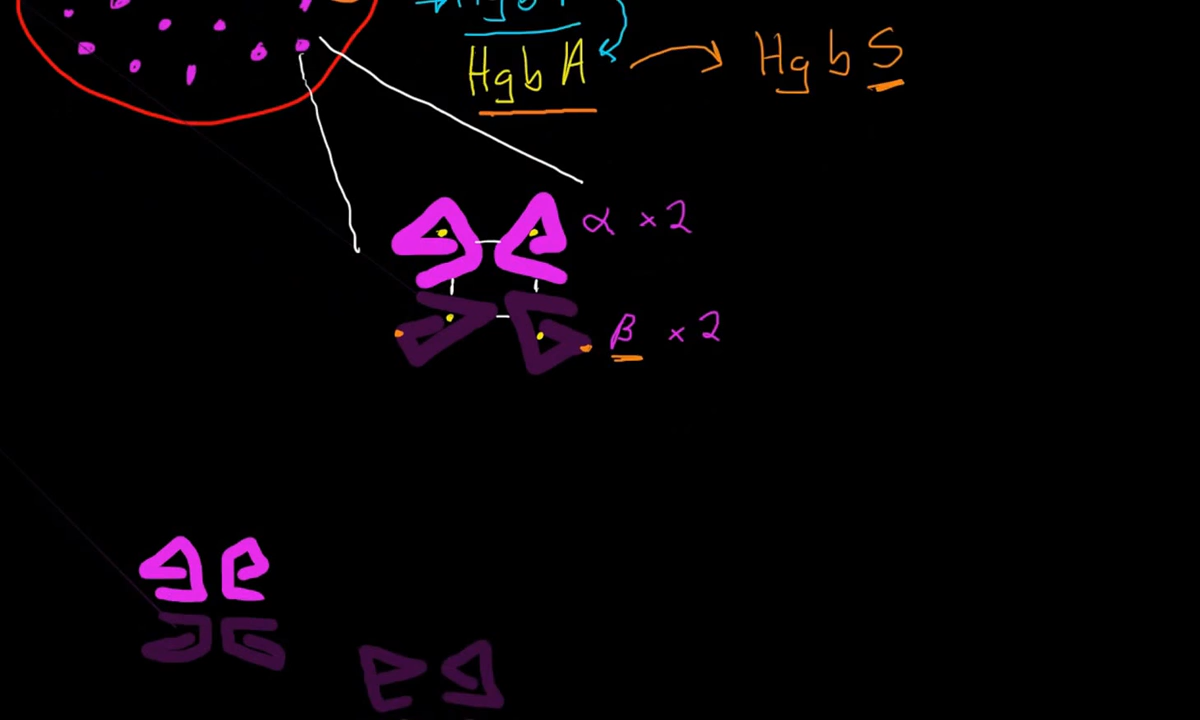 Hgb A
Hgb S
α × 2
β × 2